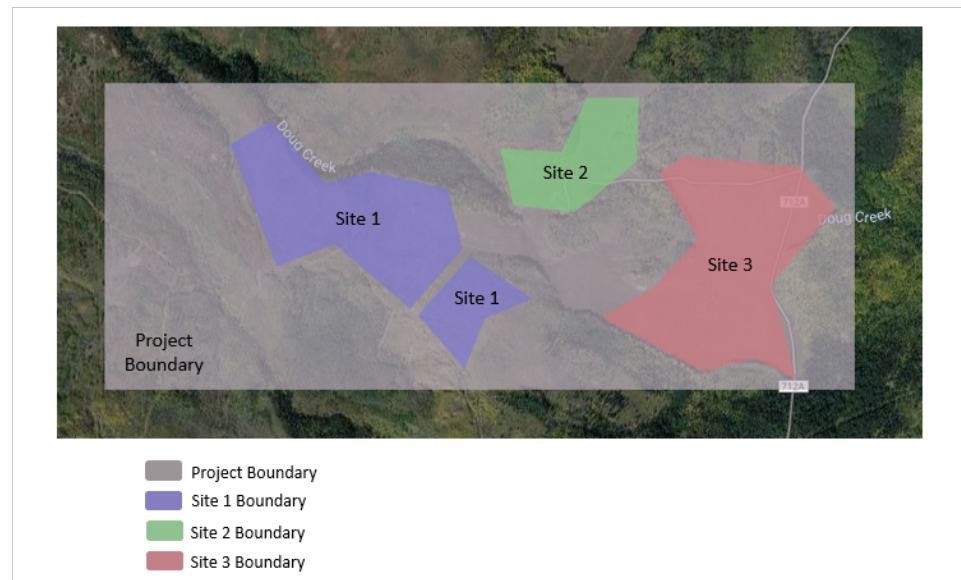 Doug Creek
Site 2
712A
Site 1
Doug Creek
Site 3
Site 1
Project
Boundary
712A
Project Boundary
Site 1 Boundary
Site 2 Boundary
Site 3 Boundary